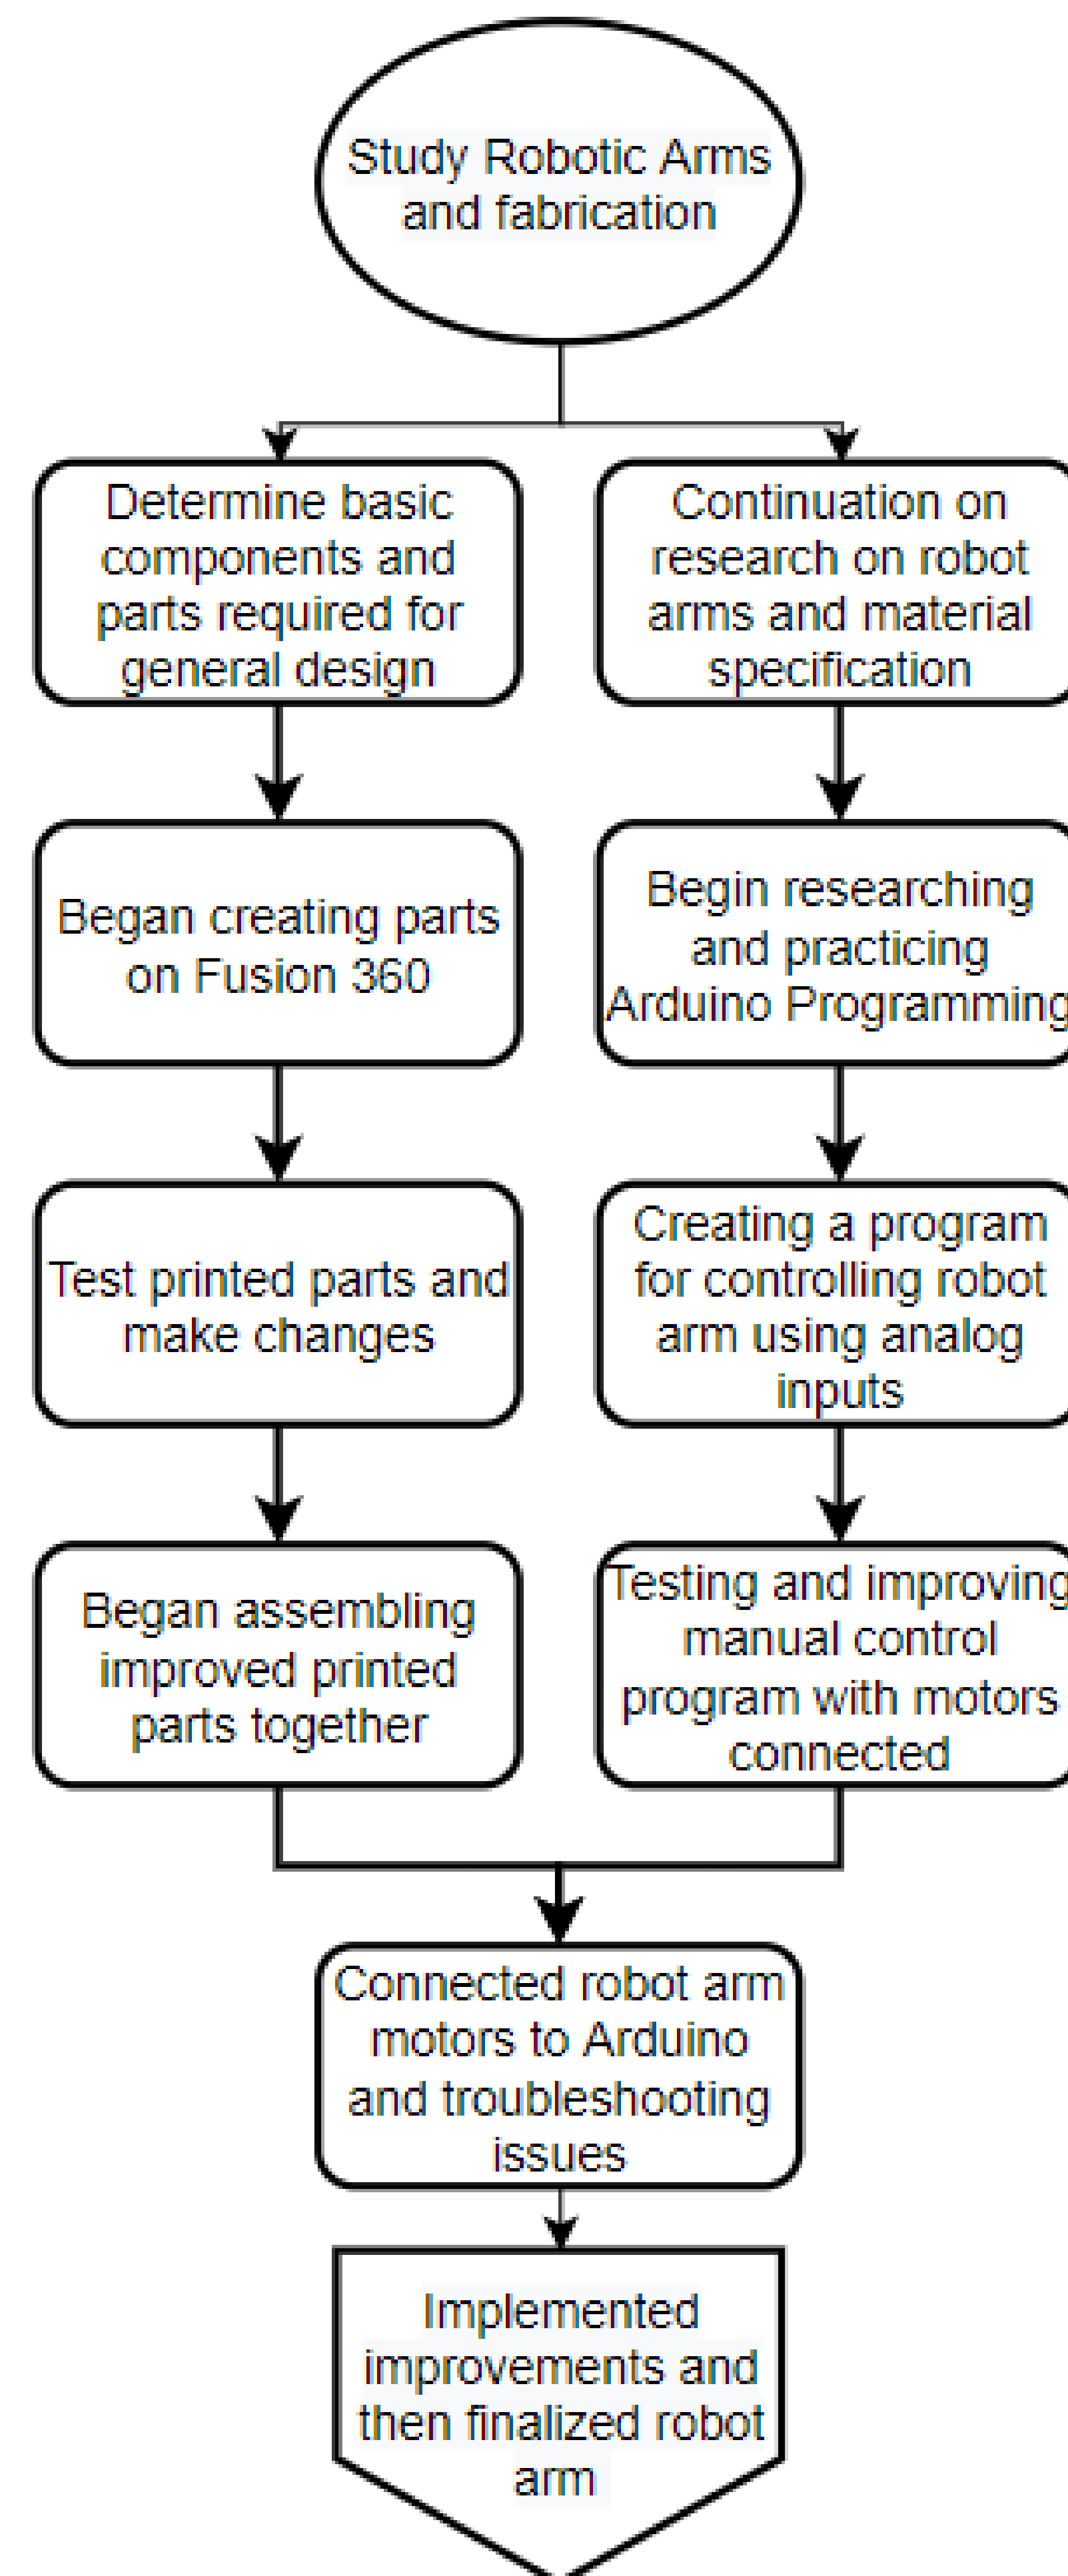 Study Robotic Arms
and fabrication
Determine basic
components and
parts required for
general design
Continuation on
research on robot
arms and material
specification
Began creating parts
on Fusion 360
Begin researching
and practicing
Arduino Programming
Test printed parts and
make changes
Creating a program
for controlling robot
arm using analog
inputs
Began assembling
improved printed
parts together
Testing and improving
manual control
program with motors
connected
Connected robot arm
motors to Arduino
and troubleshooting
issues
Implemented
improvements and
then finalized robot
arm